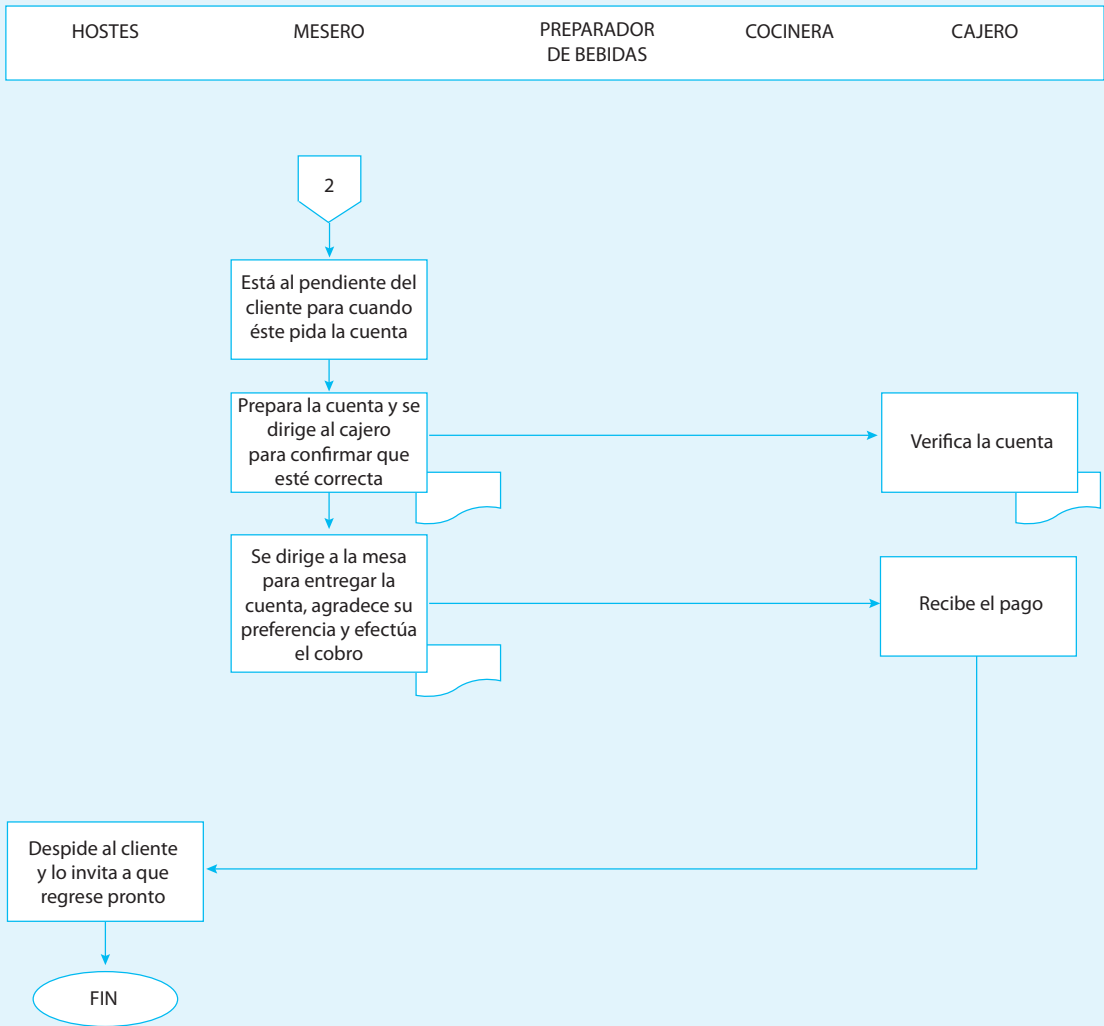 HOSTES
MESERO
PREPARADOR
DE BEBIDAS
COCINERA
CAJERO
2
Está al pendiente del
cliente para cuando
éste pida la cuenta
Prepara la cuenta y se
dirige al cajero
para confirmar que
esté correcta
Verifica la cuenta
Se dirige a la mesa
para entregar la
cuenta, agradece su
preferencia y efectúa
el cobro
Recibe el pago
Despide al cliente
y lo invita a que
regrese pronto
FIN